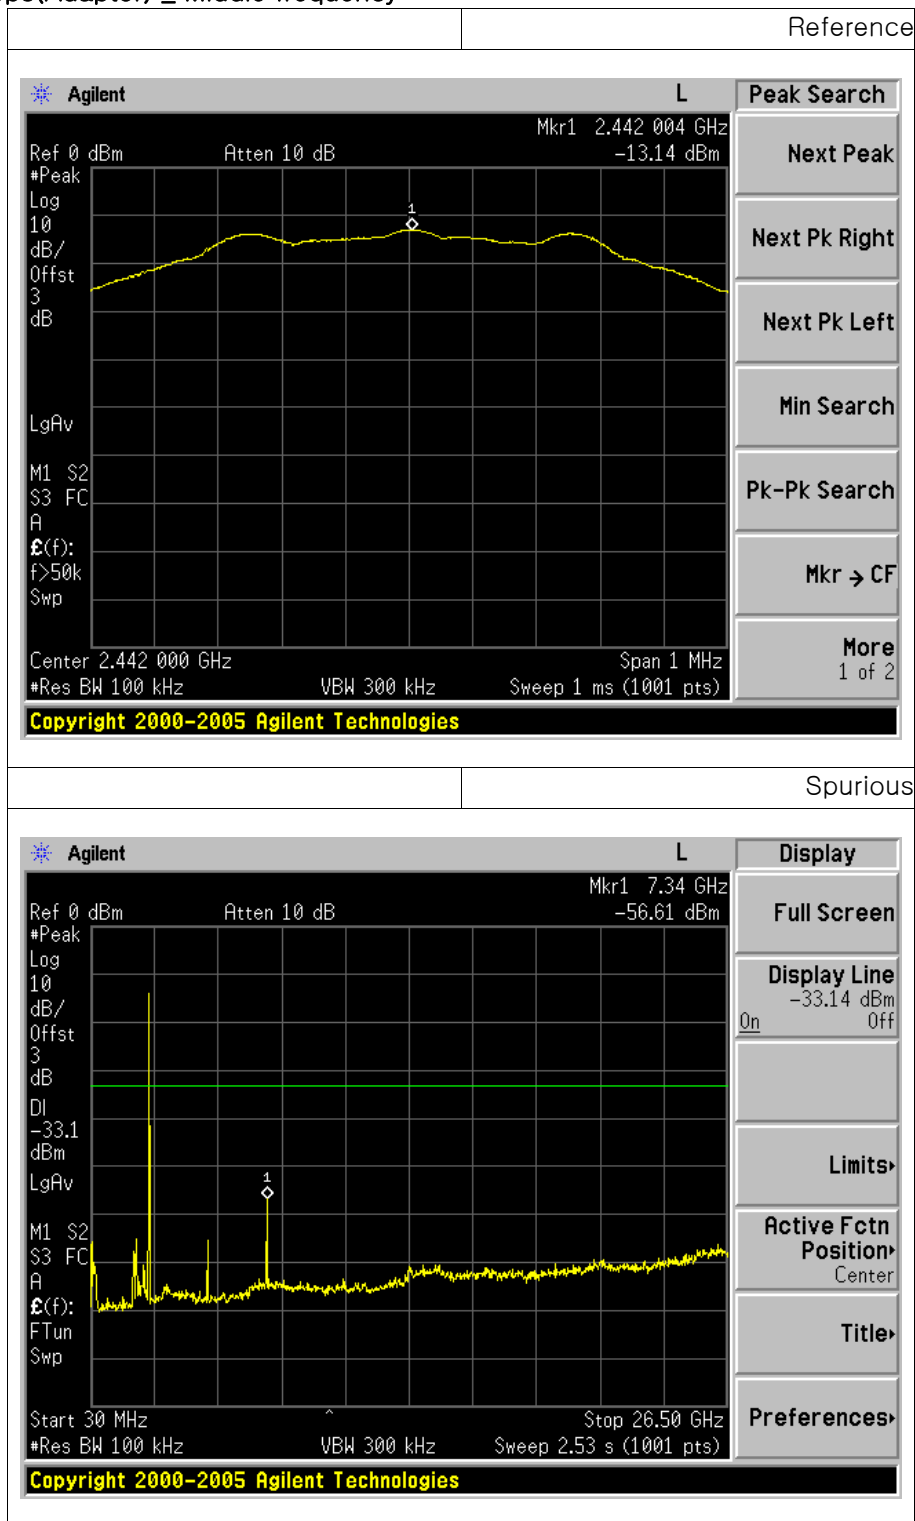 Middle frequency
Reference
Agilent L Peak Search
Mkr1 2.442 004 GHz
Ref 0 dBm Atten 10 dB -13.14 dBm
Next Peak
#Peak
Log
10
dB/
Offst
3
dB
1
Next Pk Right
Next Pk Left
Min Search
LgAv
Pk-Pk Search
M1 S2
S3 FC
A
£(f):
f>50k
Swp
Mkr → CF
More
1 of 2
Center 2.442 000 GHz Span 1 MHz
#Res BW 100 kHz VBW 300 kHz Sweep 1 ms (1001 pts)
Copyright 2000-2005 Agilent Technologies
Spurious
Agilent L Display
Mkr1 7.34 GHz
Ref 0 dBm Atten 10 dB -56.61 dBm
Full Screen
#Peak
Log
10
dB/
Offst
3
dB
Display Line
-33.14 dBm
On Off
DI
-33.1
dBm
LgAv
1
Limits
M1 S2
S3 FC
A
£(f):
FTun
Swp
Active Fctn
Position
Center
Title
Preferences
Start 30 MHz ^ Stop 26.50 GHz
#Res BW 100 kHz VBW 300 kHz Sweep 2.53 s (1001 pts)
Copyright 2000-2005 Agilent Technologies